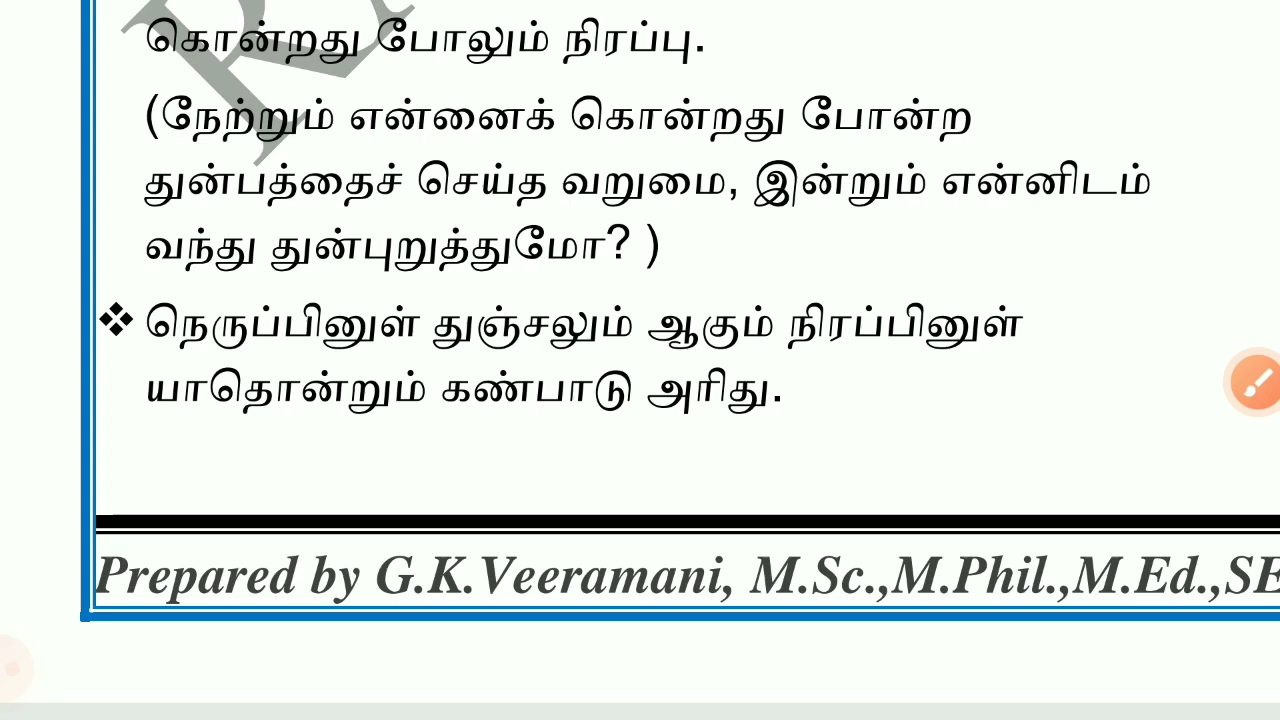 கொன்றது போலும் நிரப்பு.
(நேற்றும் என்னைக் கொன்றது போன்ற
துன்பத்தைச் செய்த வறுமை, இன்றும் என்னிடம்
வந்து துன்புறுத்துமோ? )
❖ நெருப்பினுள் துஞ்சலும் ஆகும் நிரப்பினுள்
யாதொன்றும் கண்பாடு அரிது.
Prepared by G.K.Veeramani, M.Sc.,M.Phil.,M.Ed.,SE